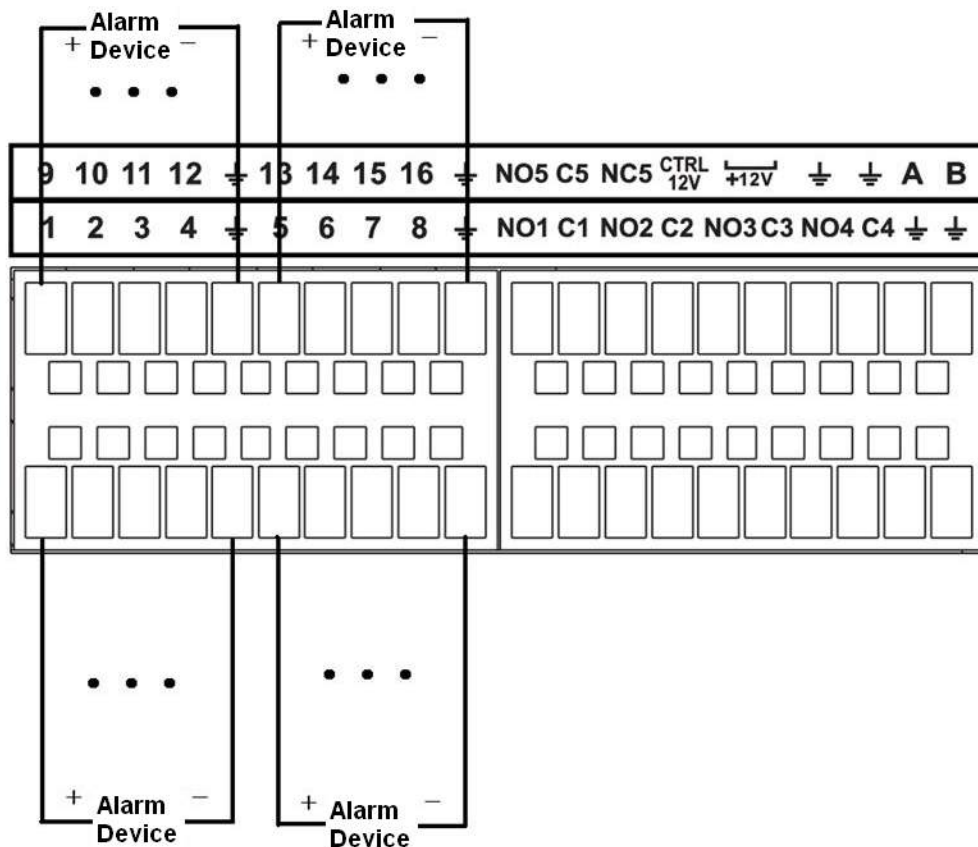 Alarm
+ Device −
Alarm
+ Device −
9 10 11 12 ⏚ 13 14 15 16 ⏚ NO5 C5 NC5 CTRL 12V +12V ⏚ ⏚ A B
1 2 3 4 ⏚ 5 6 7 8 ⏚ NO1 C1 NO2 C2 NO3 C3 NO4 C4 ⏚ ⏚
+ Alarm −
Device
+ Alarm −
Device